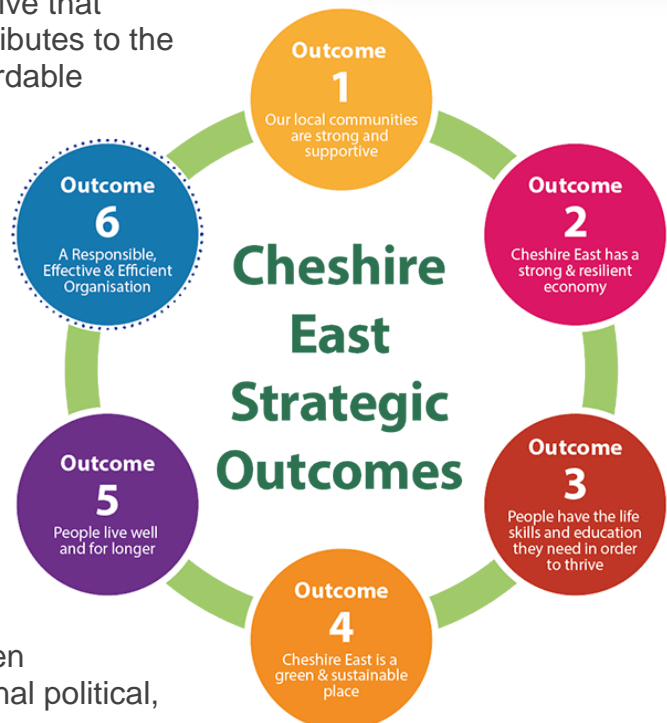 ive that
ributes to the
rdable
Outcome
1
Our local communities
are strong and
supportive
Outcome
2
Cheshire East has a
strong & resilient
economy
Outcome
3
People have the life
skills and education
they need in order
to thrive
Outcome
4
Cheshire East is a
green & sustainable
place
Outcome
5
People live well
and for longer
Outcome
6
A Responsible,
Effective & Efficient
Organisation
Cheshire
East
Strategic
Outcomes
en
nal political,